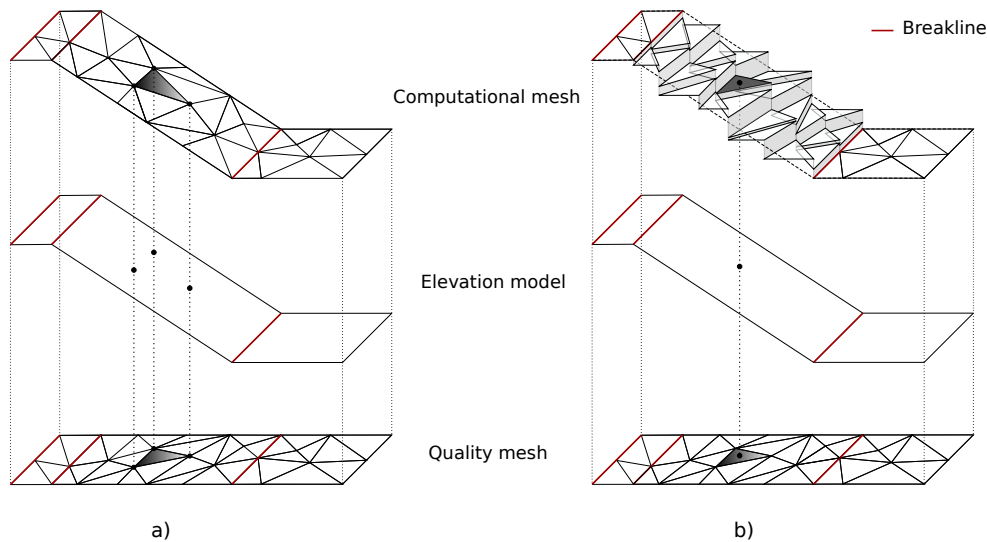 Breakline
Computational mesh
Elevation model
Quality mesh
a)
b)